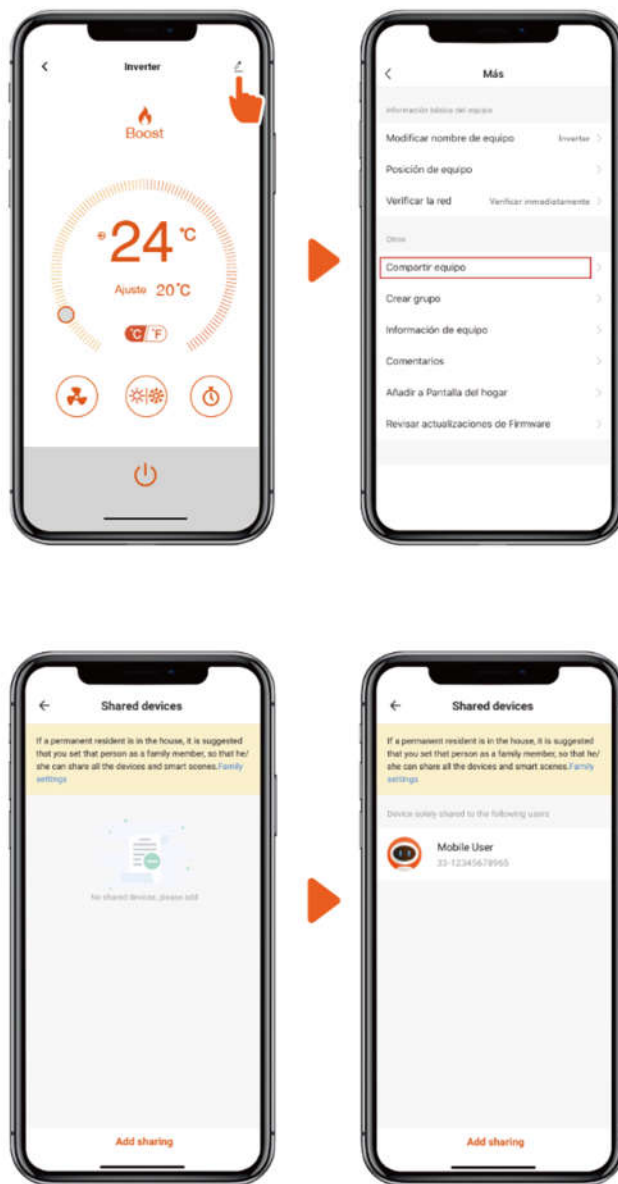 Inverter
Boost
24 °C
Ajuste 20°C
°C °F
Más
Información básica del equipo
Modificar nombre de equipo Inverter
Posición de equipo
Verificar la red Verificar inmediatamente
Otros
Compartir equipo
Crear grupo
Información de equipo
Comentarios
Añadir a Pantalla del hogar
Revisar actualizaciones de Firmware
Shared devices
If a permanent resident is in the house, it is suggested
that you set that person as a family member, so that he/
she can share all the devices and smart scenes.Family
settings
No shared devices, please add
Add sharing
Shared devices
If a permanent resident is in the house, it is suggested
that you set that person as a family member, so that he/
she can share all the devices and smart scenes.Family
settings
Device solely shared to the following users
Mobile User
33-12345678965
Add sharing